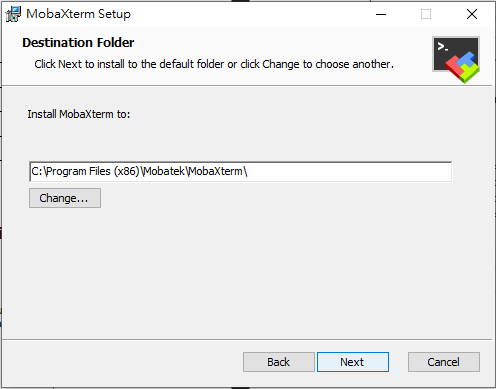 MobaXterm Setup
Destination Folder
Click Next to install to the default folder or click Change to choose another.
Install MobaXterm to:
C:\Program Files (x86)\Mobatek\MobaXterm\
Change...
Back
Next
Cancel